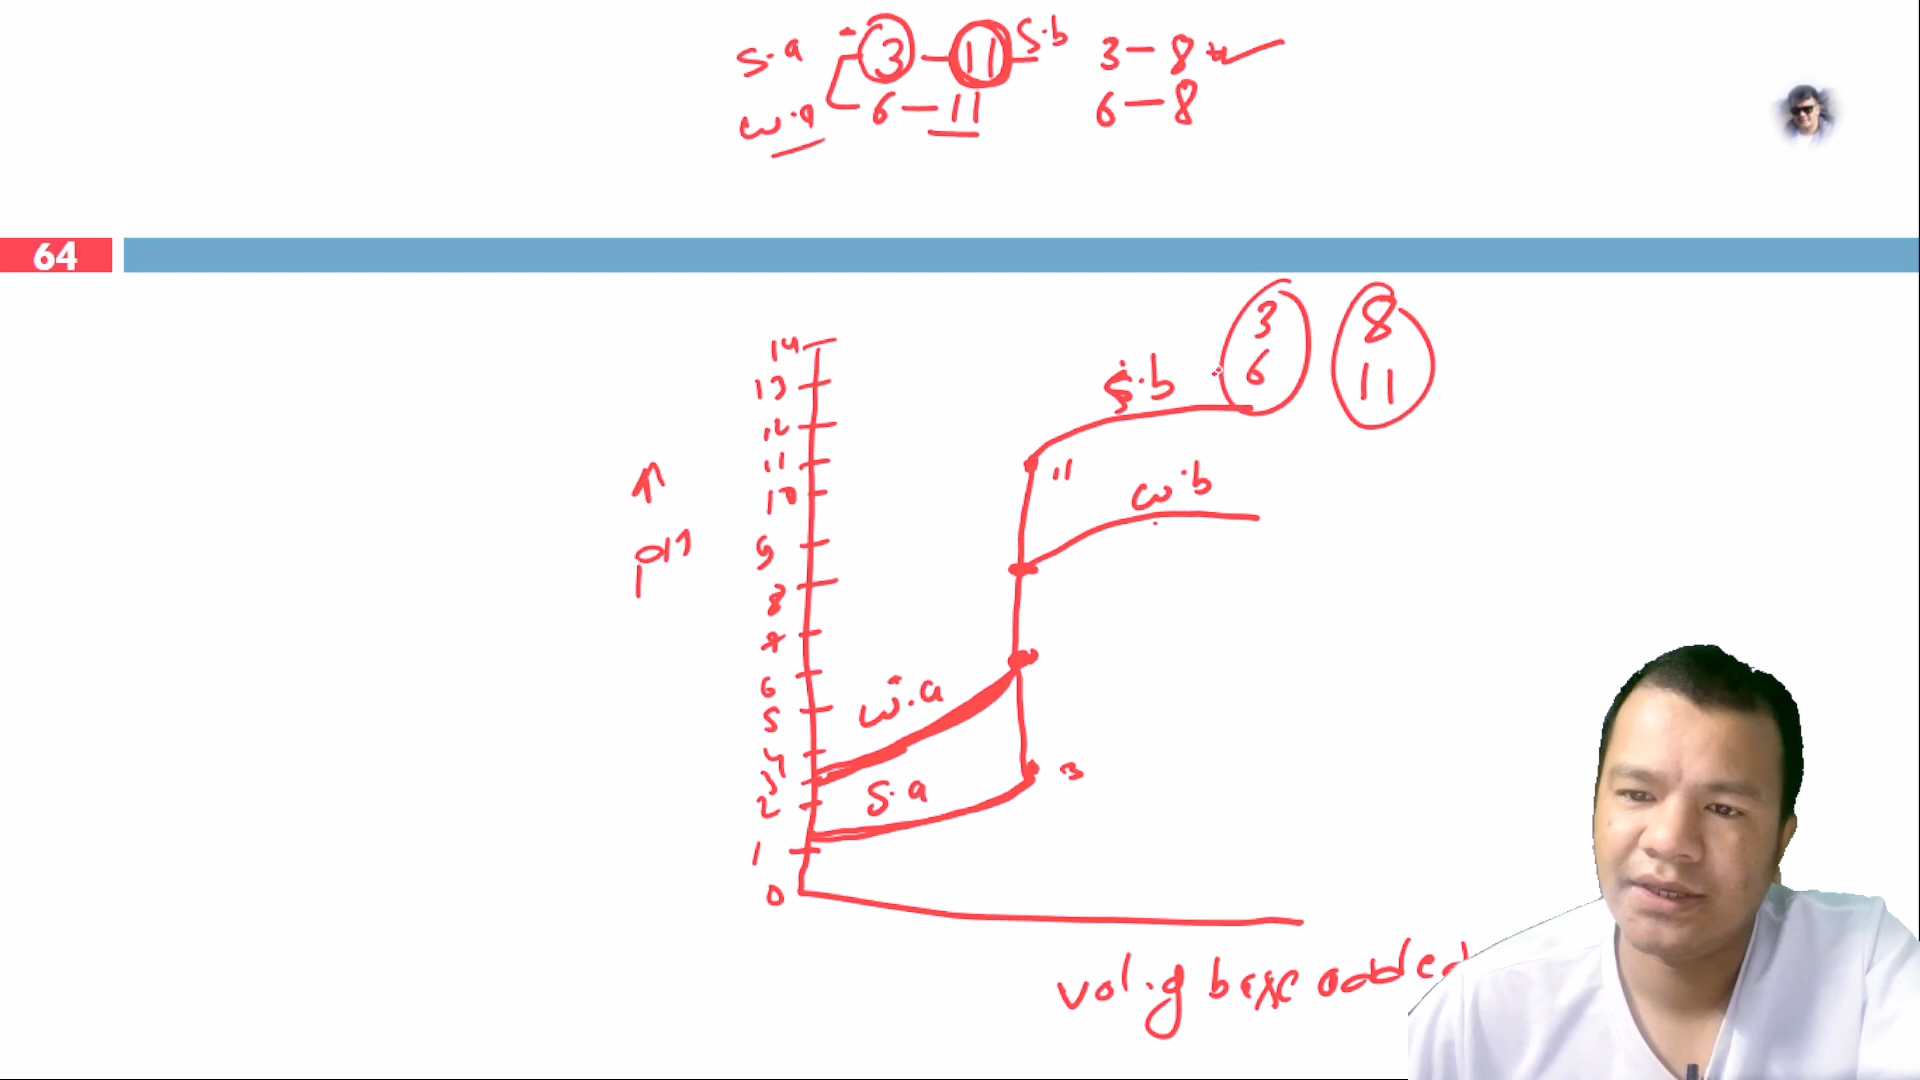 s.a 3 — 11 s.b 3 — 8
w.a 6 — 11 6 — 8
64
3 8
6 11
14
13 s.b
12
11 11
10 w.b
9
pH
8
7
6 w.a
5
4
3 3
2 s.a
1
0
vol. of base added